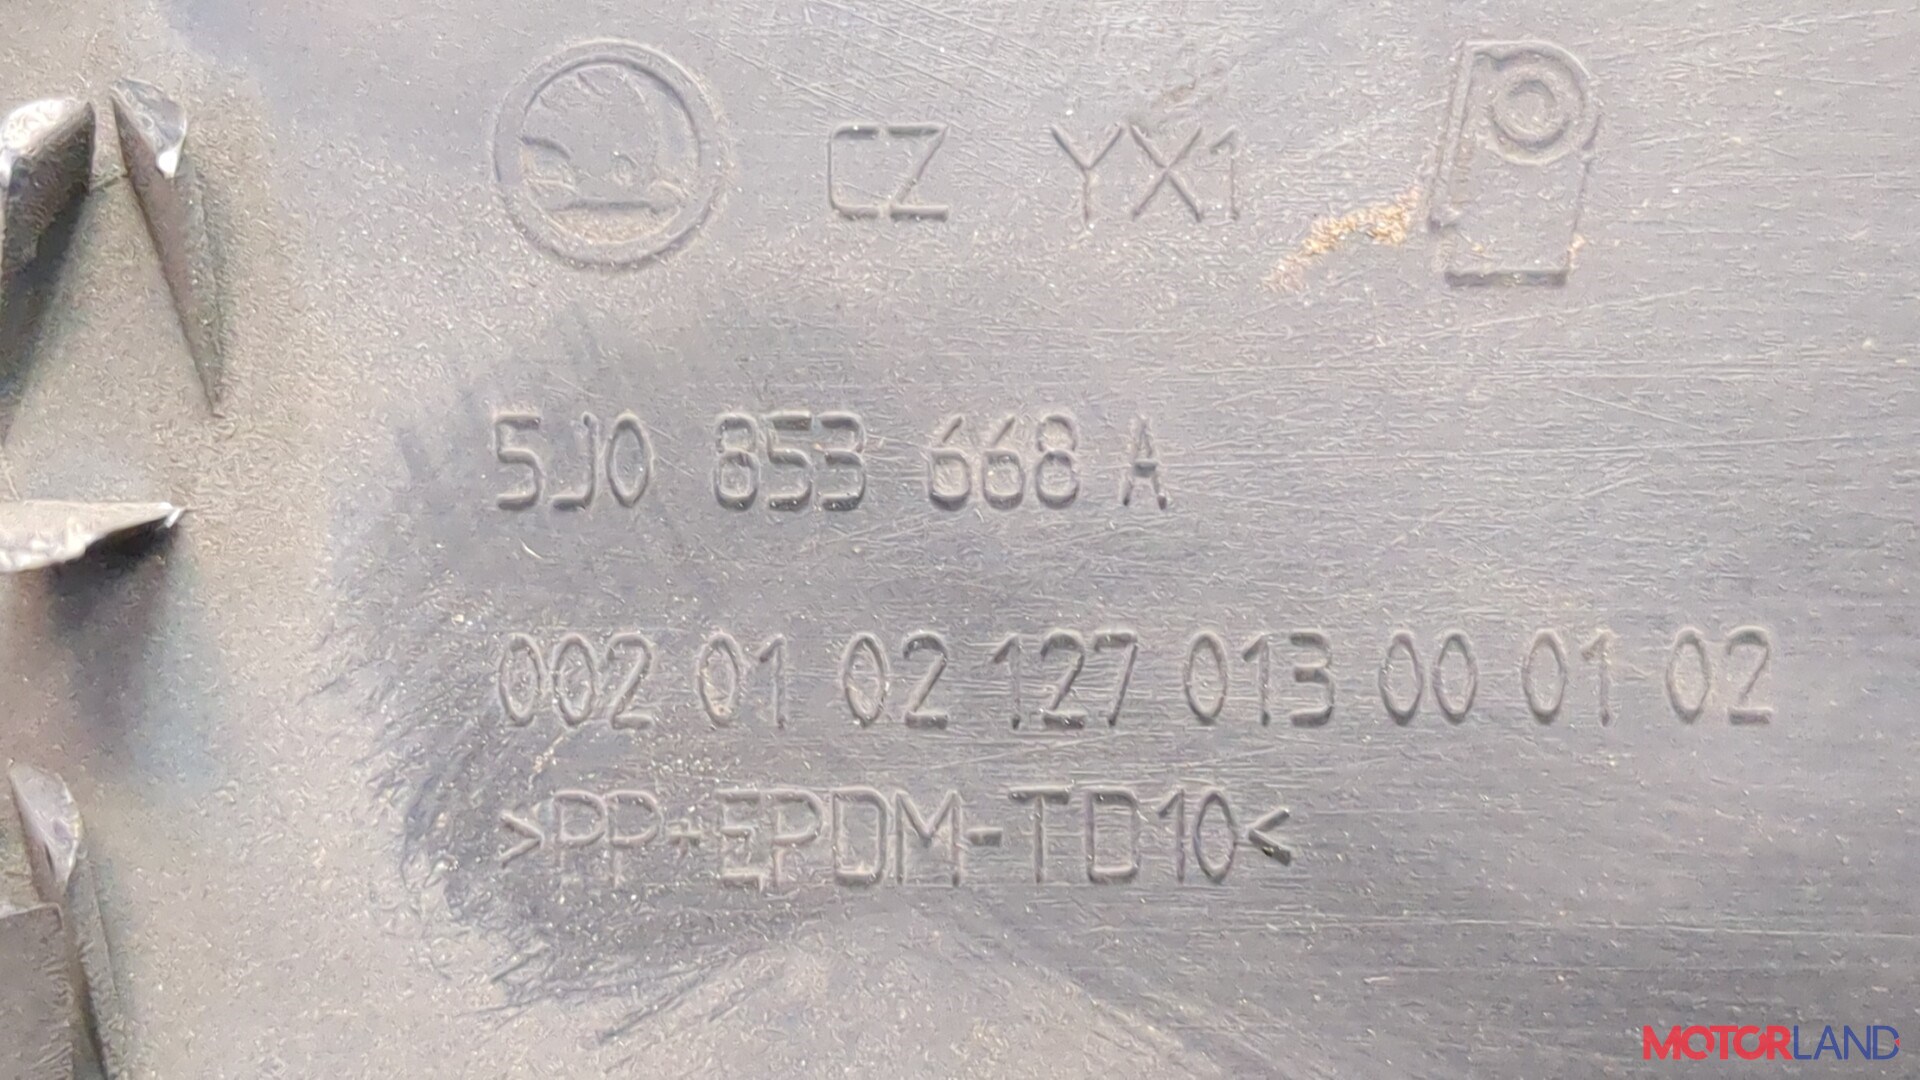 CZ YX1
5J0 853 668 A
002 01 02 127 013 00 01 02
>PP+EPDM-TD10<
MOTORLAND